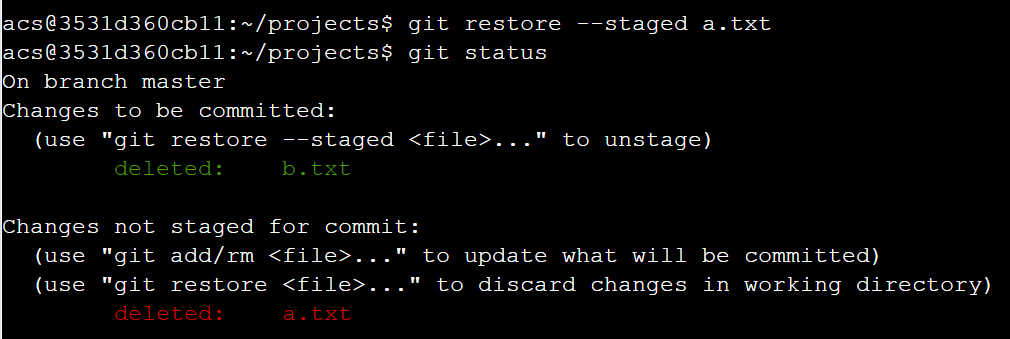 acs@3531d360cb11:~/projects$ git restore --staged a.txt
acs@3531d360cb11:~/projects$ git status
On branch master
Changes to be committed:
  (use "git restore --staged <file>..." to unstage)
        deleted:    b.txt

Changes not staged for commit:
  (use "git add/rm <file>..." to update what will be committed)
  (use "git restore <file>..." to discard changes in working directory)
        deleted:    a.txt